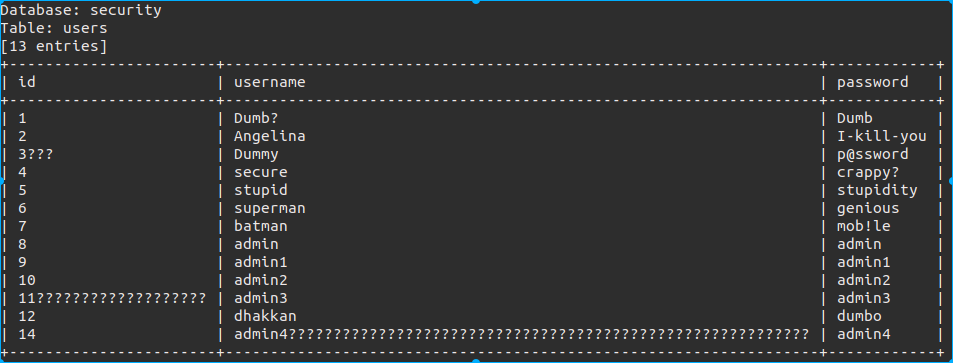 Database: security
Table: users
[13 entries]
+-----------------------+-----------------------------------------------------------------+------------+
| id                    | username                                                        | password   |
+-----------------------+-----------------------------------------------------------------+------------+
| 1                     | Dumb?                                                           | Dumb       |
| 2                     | Angelina                                                        | I-kill-you |
| 3???                  | Dummy                                                           | p@ssword   |
| 4                     | secure                                                          | crappy?    |
| 5                     | stupid                                                          | stupidity  |
| 6                     | superman                                                        | genious    |
| 7                     | batman                                                          | mob!le     |
| 8                     | admin                                                           | admin      |
| 9                     | admin1                                                          | admin1     |
| 10                    | admin2                                                          | admin2     |
| 11??????????????????? | admin3                                                          | admin3     |
| 12                    | dhakkan                                                         | dumbo      |
| 14                    | admin4?????????????????????????????????????????????????????????? | admin4     |
+-----------------------+-----------------------------------------------------------------+------------+